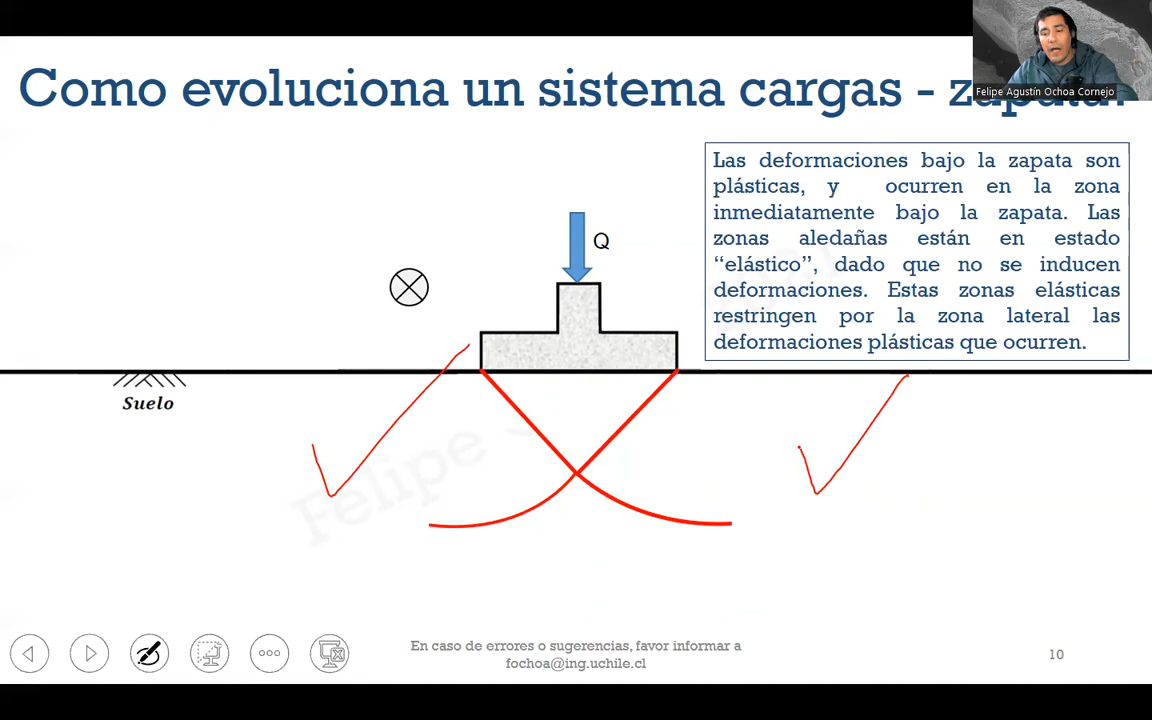 Como evoluciona un sistema cargas - zapata.
Felipe Agustín Ochoa Cornejo
Las deformaciones bajo la zapata son
plásticas, y ocurren en la zona
inmediatamente bajo la zapata. Las
zonas aledañas están en estado
“elástico”, dado que no se inducen
deformaciones. Estas zonas elásticas
restringen por la zona lateral las
deformaciones plásticas que ocurren.
Q
Suelo
Felipe
En caso de errores o sugerencias, favor informar a
fochoa@ing.uchile.cl
10